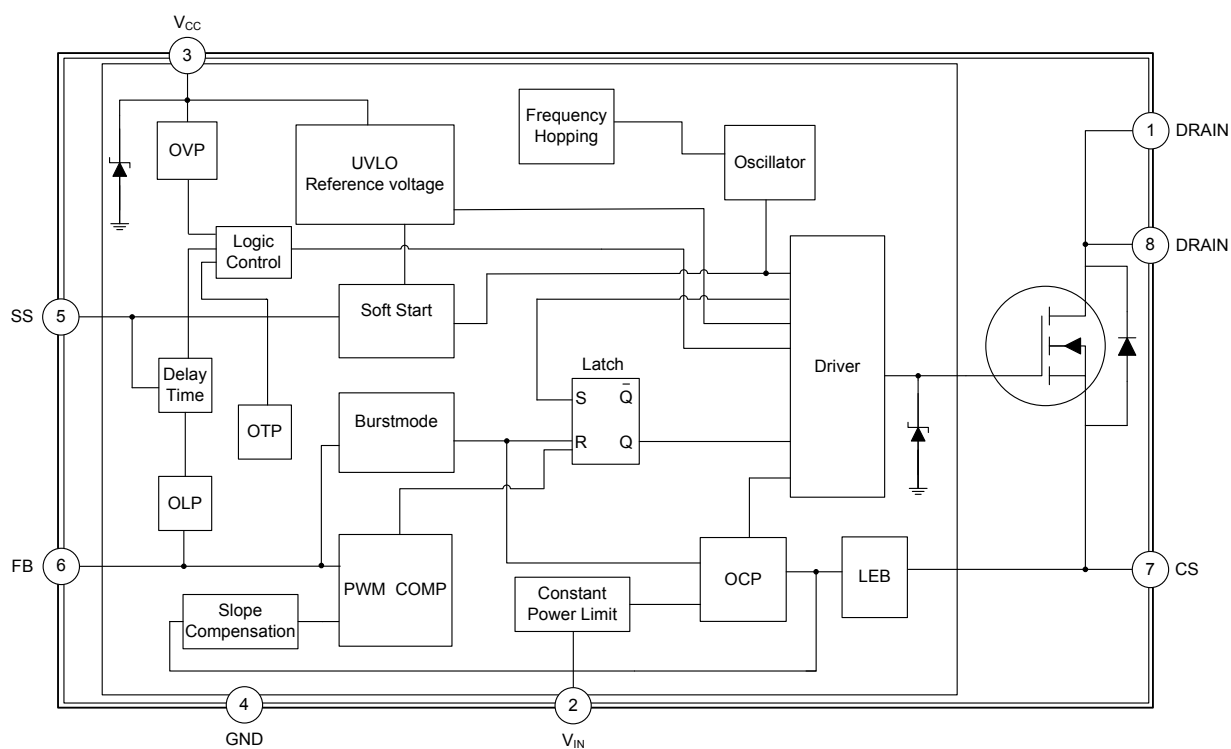 V_CC
3
Frequency
Hopping
1
DRAIN
OVP
UVLO
Reference voltage
Oscillator
Logic
Control
8
DRAIN
SS
5
Soft Start
Delay
Time
Latch
Driver
OTP
Burstmode
S
Q̅
R
Q
OLP
FB
6
PWM COMP
OCP
LEB
7
CS
Slope
Compensation
Constant
Power Limit
4
GND
2
V_IN